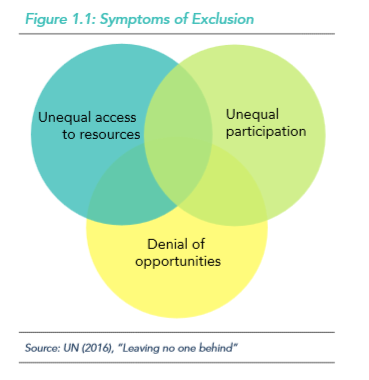 Figure 1.1: Symptoms of Exclusion
Unequal access
to resources
Unequal
participation
Denial of
opportunities
Source: UN (2016), “Leaving no one behind”